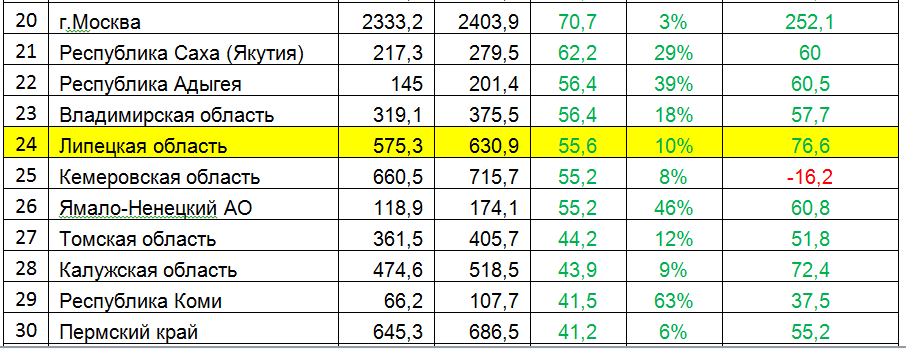 20 г.Москва 2333,2 2403,9 70,7 3% 252,1
21 Республика Саха (Якутия) 217,3 279,5 62,2 29% 60
22 Республика Адыгея 145 201,4 56,4 39% 60,5
23 Владимирская область 319,1 375,5 56,4 18% 57,7
24 Липецкая область 575,3 630,9 55,6 10% 76,6
25 Кемеровская область 660,5 715,7 55,2 8% -16,2
26 Ямало-Ненецкий АО 118,9 174,1 55,2 46% 60,8
27 Томская область 361,5 405,7 44,2 12% 51,8
28 Калужская область 474,6 518,5 43,9 9% 72,4
29 Республика Коми 66,2 107,7 41,5 63% 37,5
30 Пермский край 645,3 686,5 41,2 6% 55,2